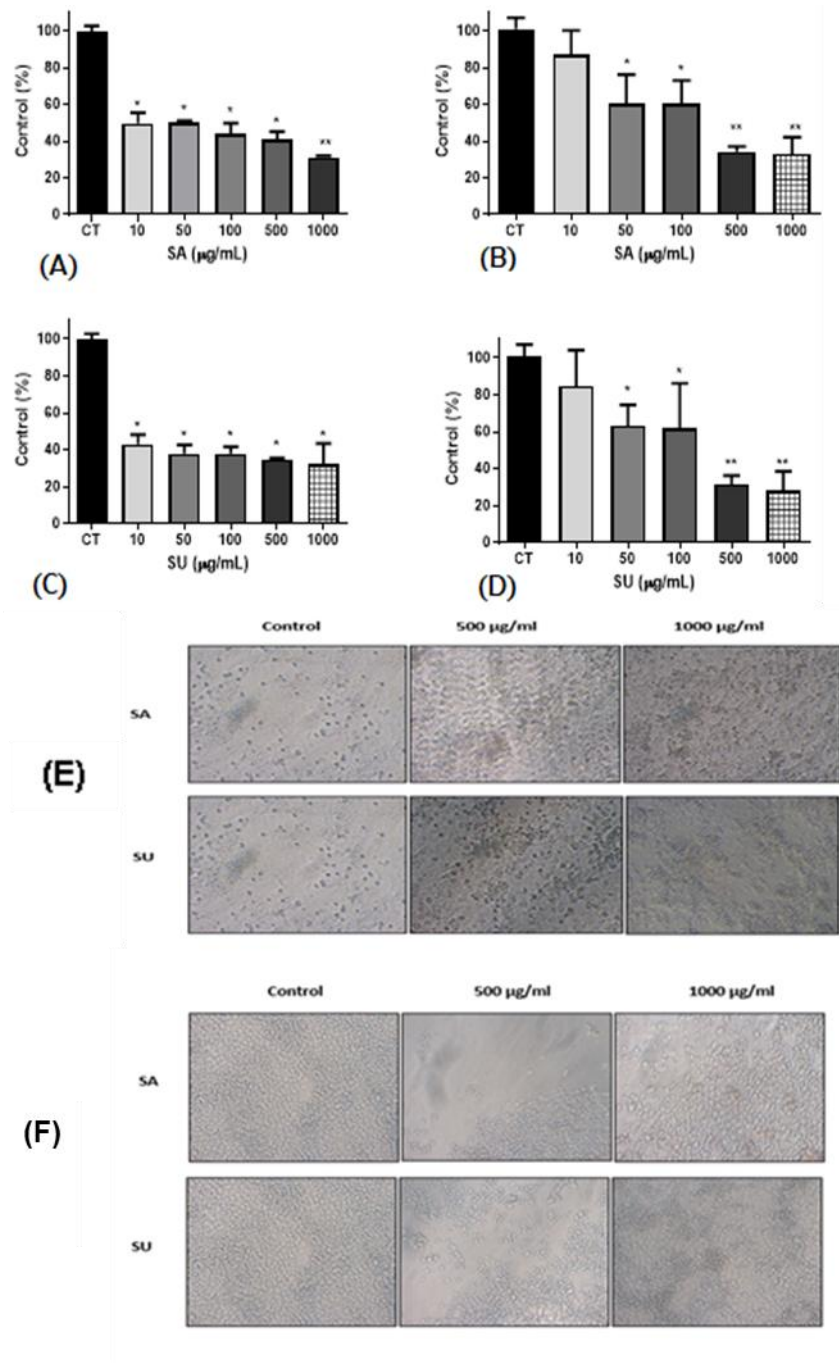 Control (%)
100
80
60
40
20
0
* * * * **
CT 10 50 100 500 1000
SA (µg/mL)
(A)
Control (%)
100
80
60
40
20
0
* * ** **
CT 10 50 100 500 1000
SA (µg/mL)
(B)
Control (%)
100
80
60
40
20
0
* * * * *
CT 10 50 100 500 1000
SU (µg/mL)
(C)
Control (%)
100
80
60
40
20
0
* * ** **
CT 10 50 100 500 1000
SU (µg/mL)
(D)
Control 500 µg/ml 1000 µg/ml
SA
(E)
SU
Control 500 µg/ml 1000 µg/ml
SA
(F)
SU